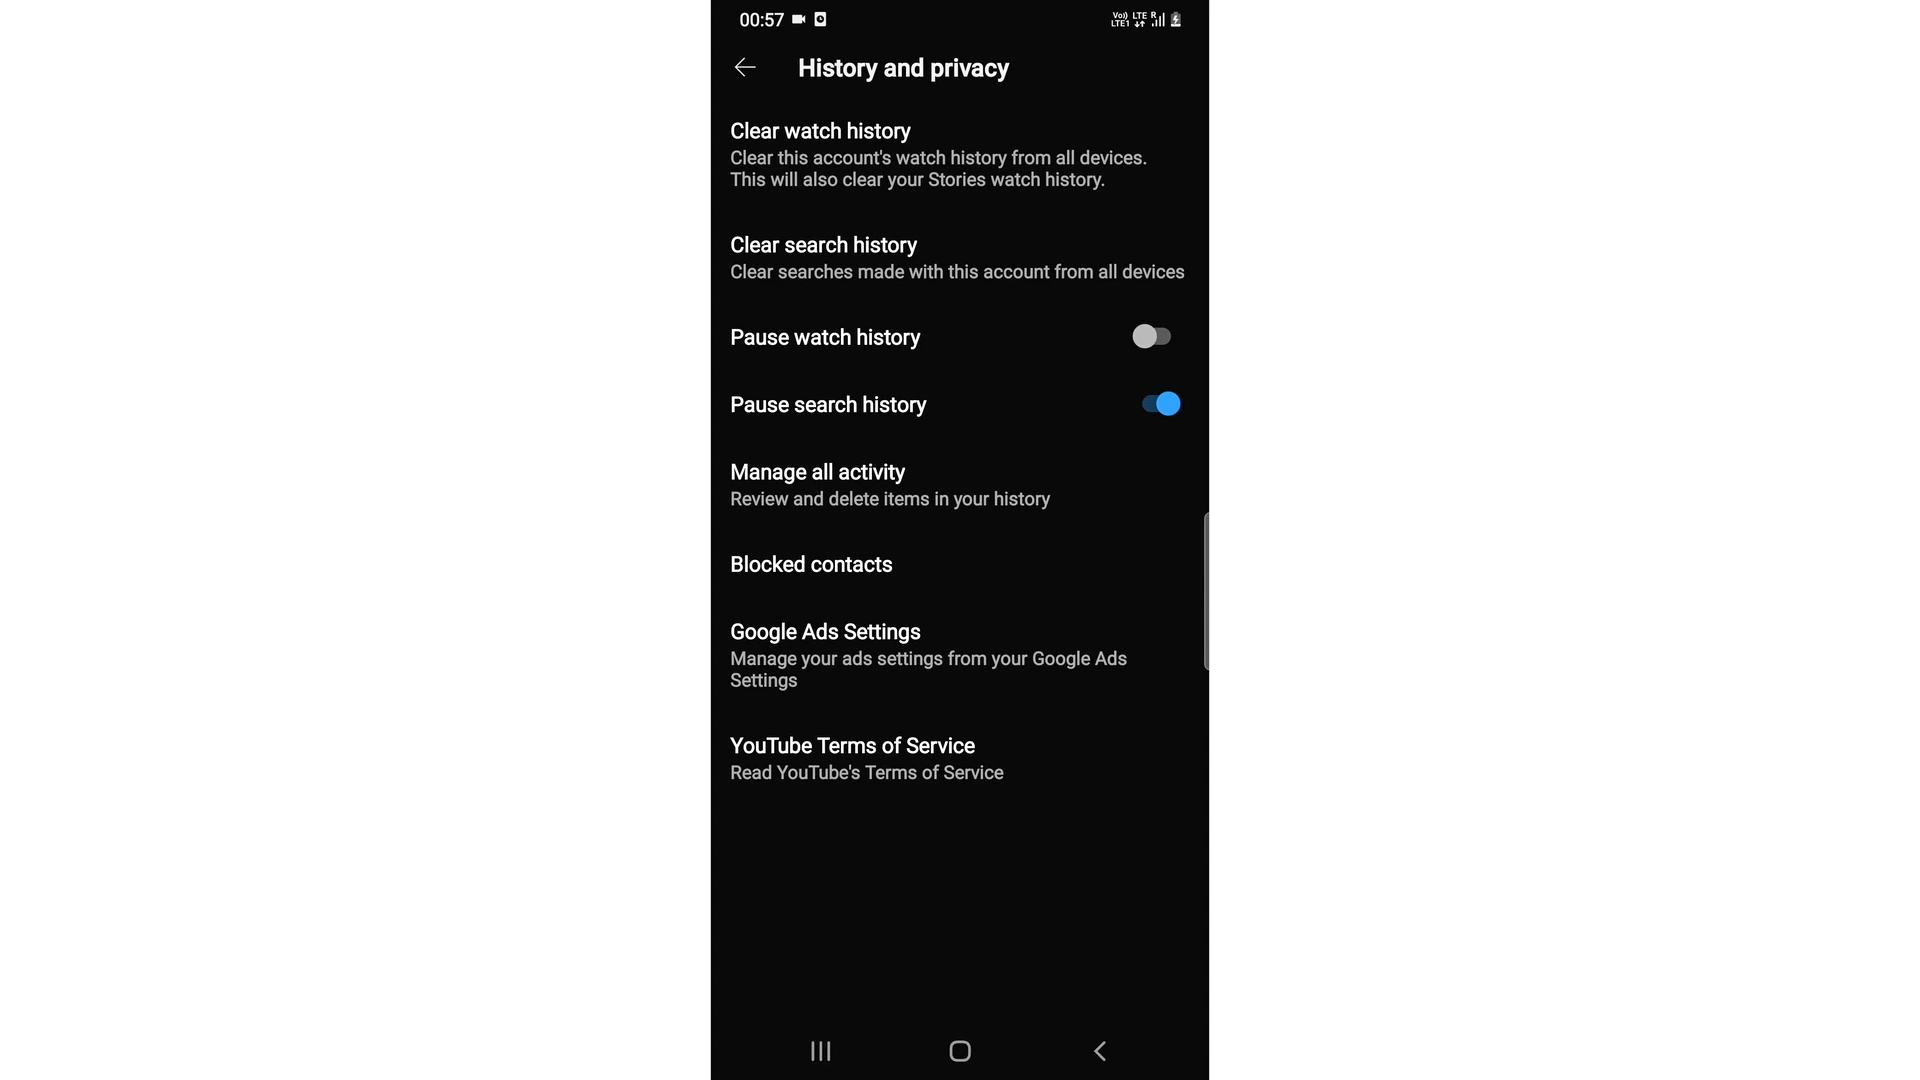 00:57
Vo)) LTE R
LTE1
History and privacy
Clear watch history
Clear this account's watch history from all devices.
This will also clear your Stories watch history.
Clear search history
Clear searches made with this account from all devices
Pause watch history
Pause search history
Manage all activity
Review and delete items in your history
Blocked contacts
Google Ads Settings
Manage your ads settings from your Google Ads
Settings
YouTube Terms of Service
Read YouTube's Terms of Service